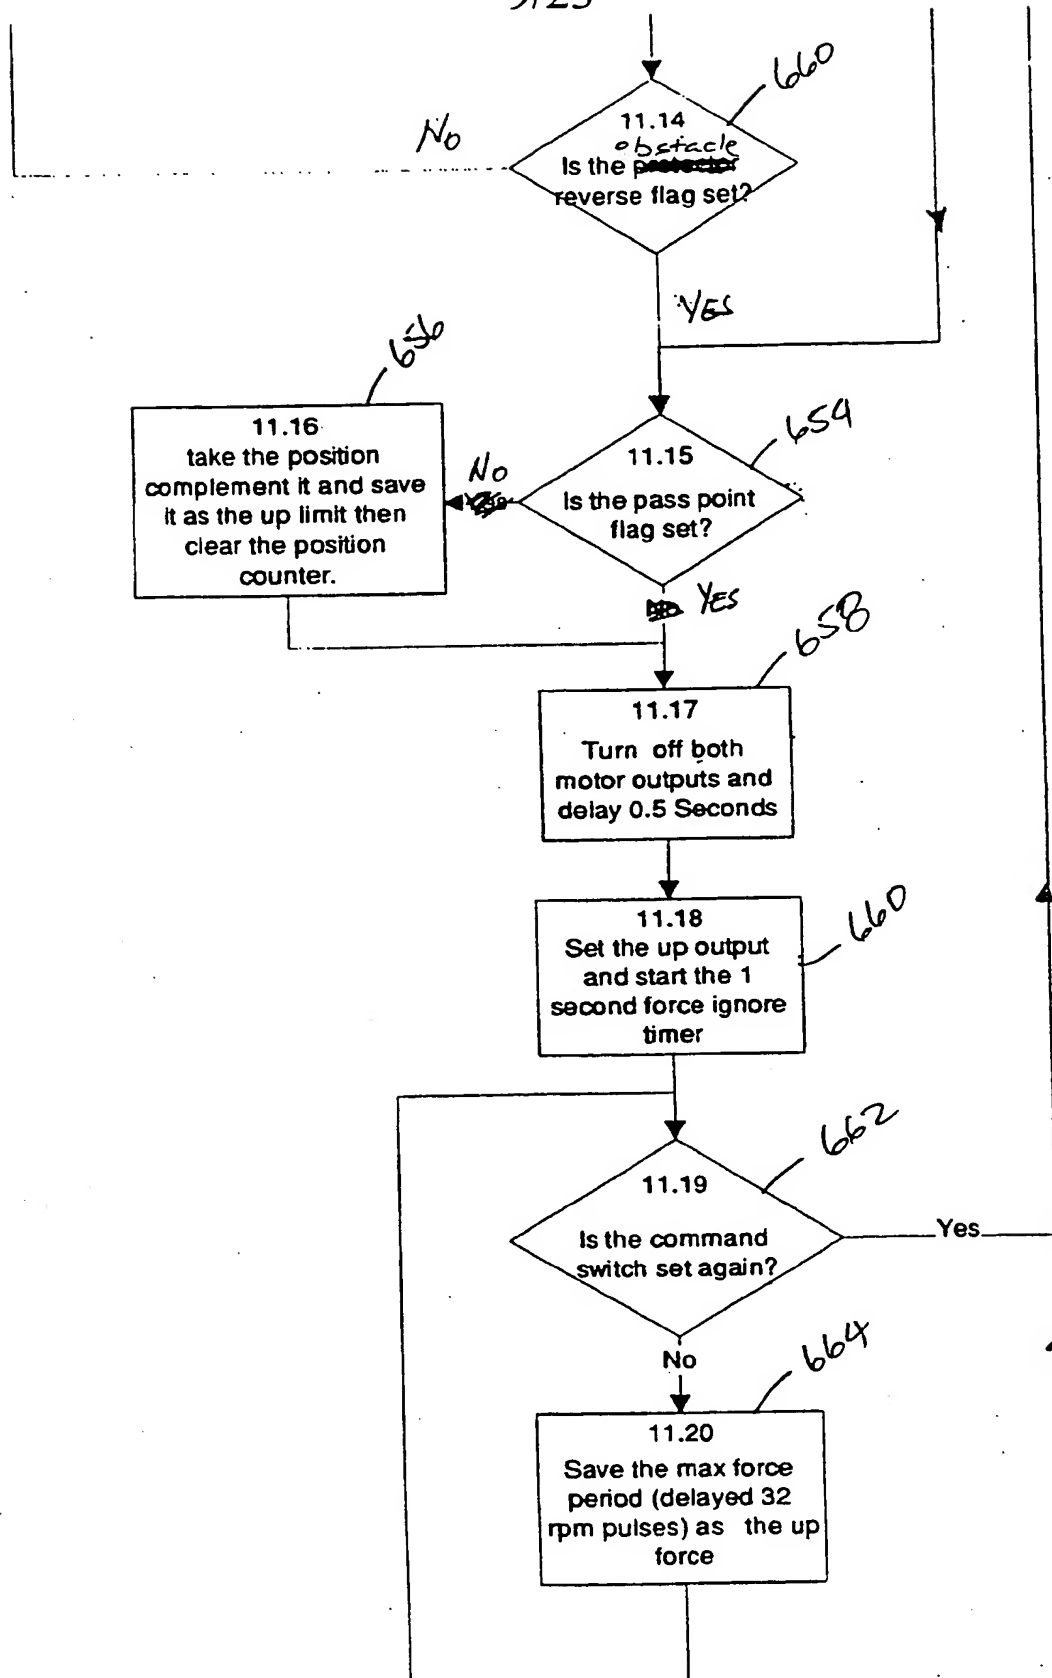 660
No
11.14
obstacle
Is the
reverse flag set?
YES
656
11.16
take the position
complement it and save
it as the up limit then
clear the position
counter.
654
11.15
Is the pass point
flag set?
No
YES
658
11.17
Turn off both
motor outputs and
delay 0.5 Seconds
660
11.18
Set the up output
and start the 1
second force ignore
timer
662
11.19
Is the command
switch set again?
Yes
No
664
11.20
Save the max force
period (delayed 32
rpm pulses) as the up
force